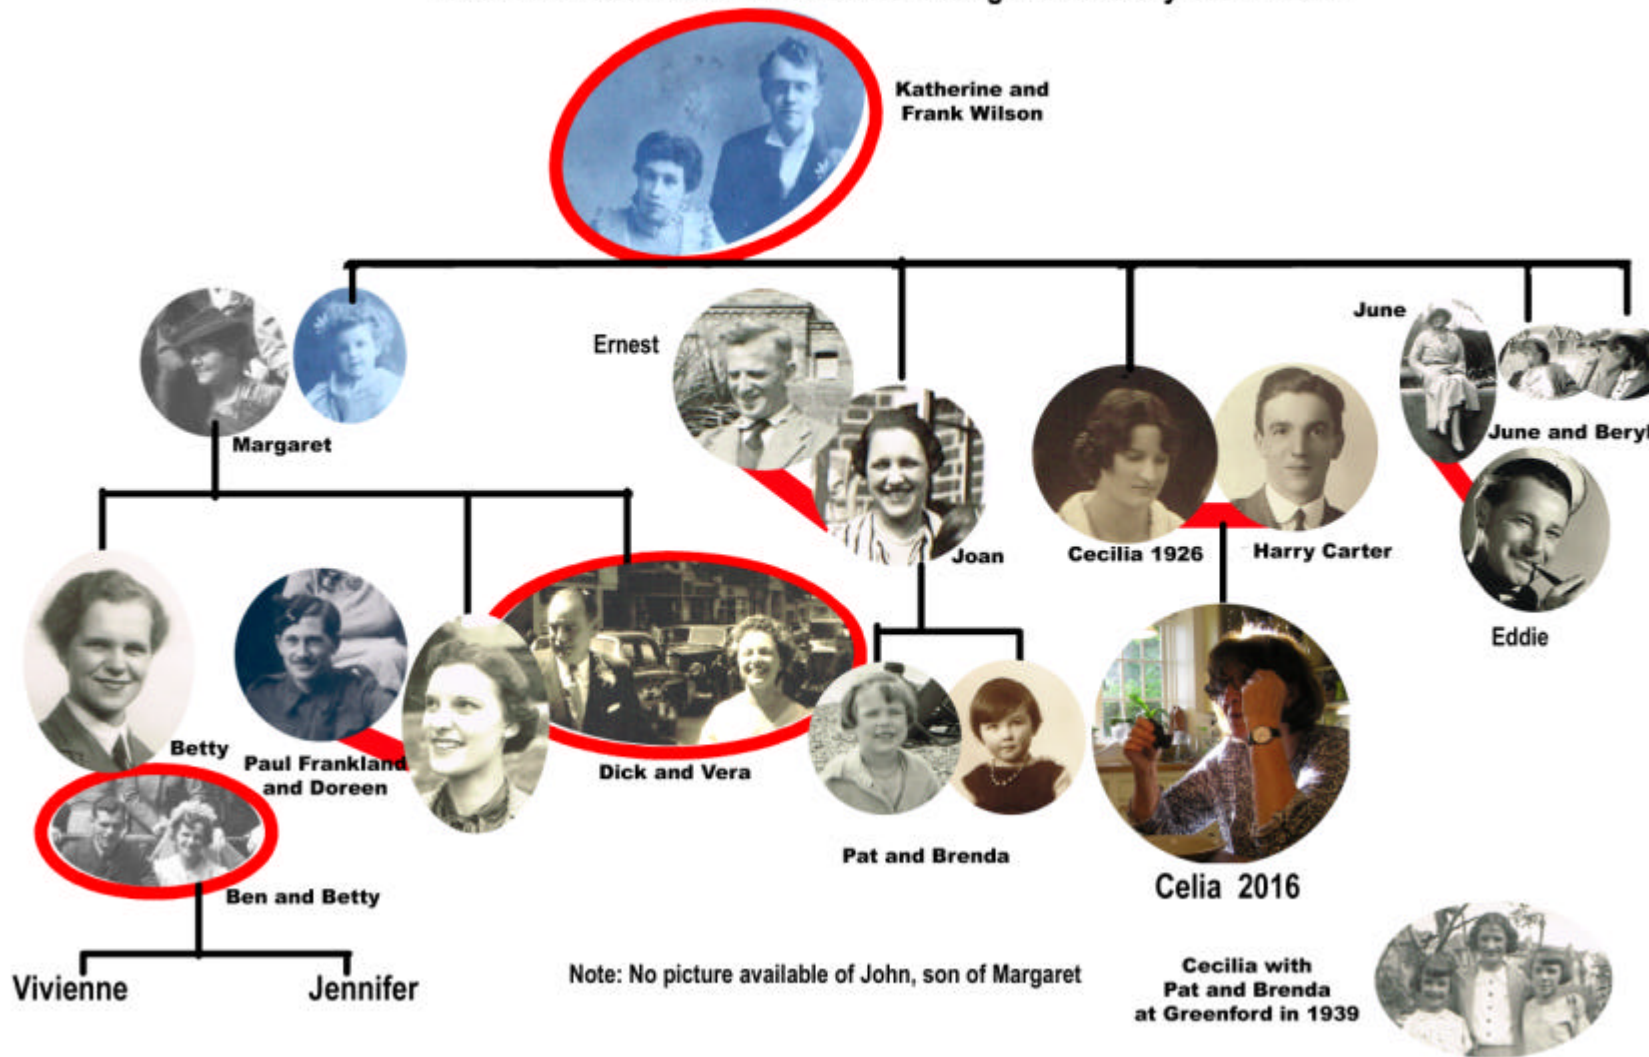 Katherine and
Frank Wilson
June
Ernest
June and Beryl
Margaret
Joan
Cecilia 1926
Harry Carter
Eddie
Betty
Paul Frankland
and Doreen
Dick and Vera
Pat and Brenda
Ben and Betty
Celia 2016
Vivienne
Jennifer
Note: No picture available of John, son of Margaret
Cecilia with
Pat and Brenda
at Greenford in 1939